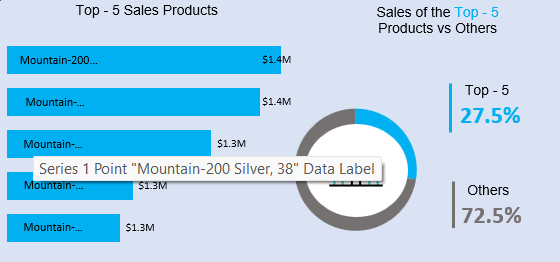 Top - 5 Sales Products
Mountain-200...
$1.4M
Mountain-...
$1.4M
Mountain-...
$1.3M
Series 1 Point "Mountain-200 Silver, 38" Data Label
Mountain-...
$1.3M
Mountain-...
$1.3M
Sales of the Top - 5
Products vs Others
Top - 5
27.5%
Others
72.5%